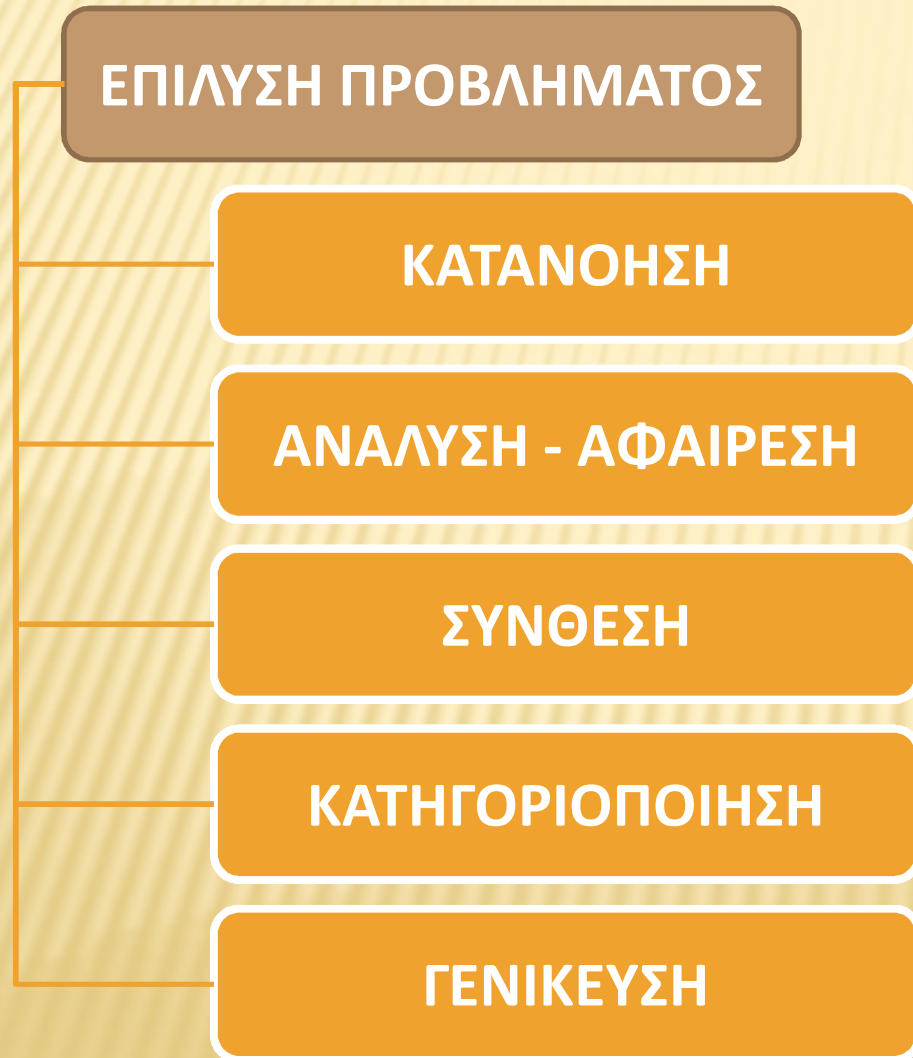 ΕΠΙΛΥΣΗ ΠΡΟΒΛΗΜΑΤΟΣ
ΚΑΤΑΝΟΗΣΗ
ΑΝΑΛΥΣΗ - ΑΦΑΙΡΕΣΗ
ΣΥΝΘΕΣΗ
ΚΑΤΗΓΟΡΙΟΠΟΙΗΣΗ
ΓΕΝΙΚΕΥΣΗ